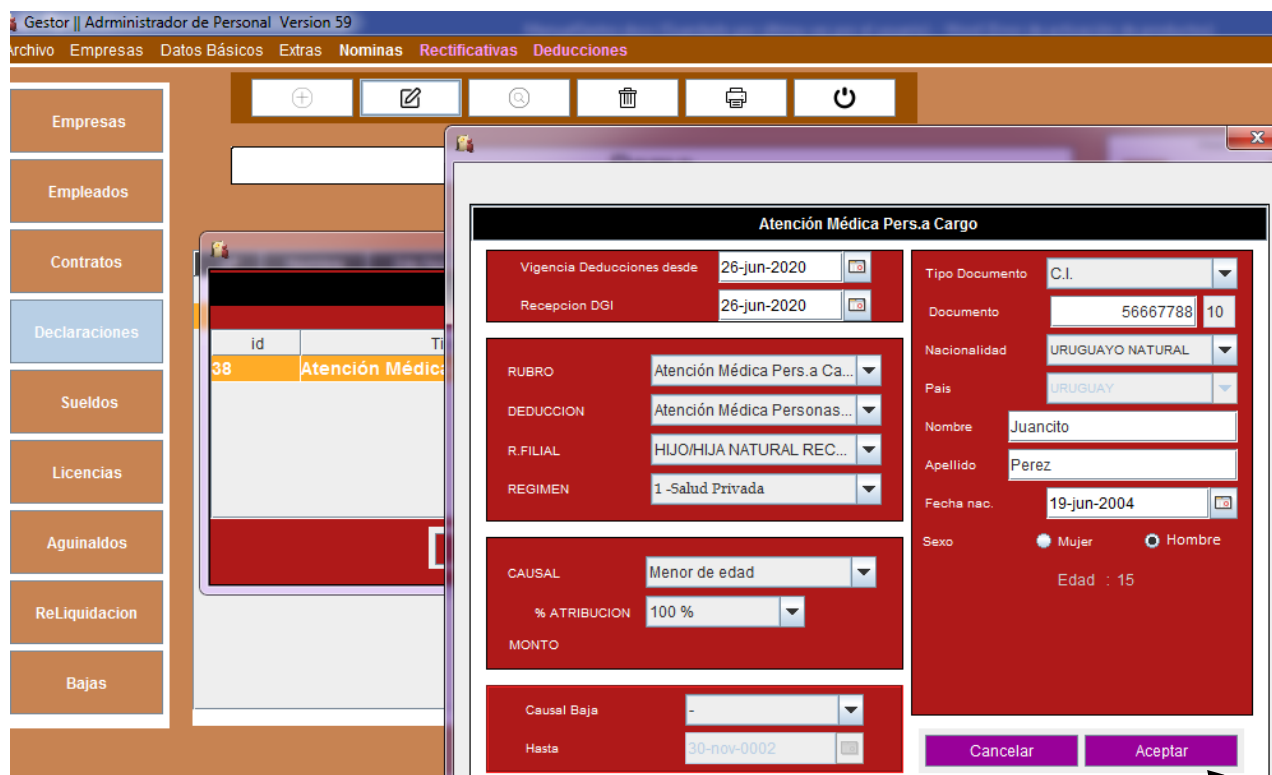 Gestor || Adrministrador de Personal Version 59
Archivo Empresas Datos Básicos Extras Nominas Rectificativas Deducciones
Empresas
Empleados
Contratos
Declaraciones
Sueldos
Licencias
Aguinaldos
ReLiquidacion
Bajas
id Ti
38 Atención Médica
Atención Médica Pers.a Cargo
Vigencia Deducciones desde 26-jun-2020
Recepcion DGI 26-jun-2020
RUBRO Atención Médica Pers.a Ca...
DEDUCCION Atención Médica Personas...
R.FILIAL HIJO/HIJA NATURAL REC...
REGIMEN 1 -Salud Privada
CAUSAL Menor de edad
% ATRIBUCION 100 %
MONTO
Causal Baja -
Hasta 30-nov-0002
Tipo Documento C.I.
Documento 56667788 10
Nacionalidad URUGUAYO NATURAL
Pais URUGUAY
Nombre Juancito
Apellido Perez
Fecha nac. 19-jun-2004
Sexo Mujer Hombre
Edad : 15
Cancelar Aceptar